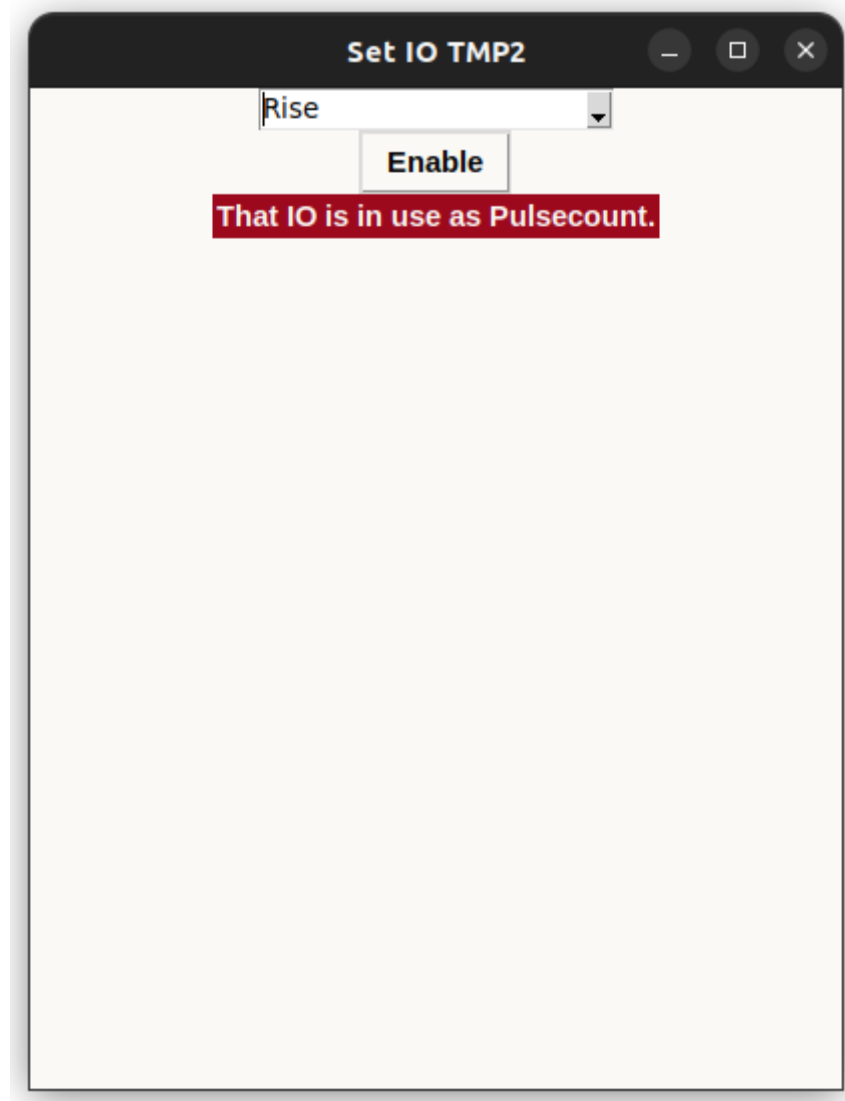 Set IO TMP2
Rise
Enable
That IO is in use as Pulsecount.